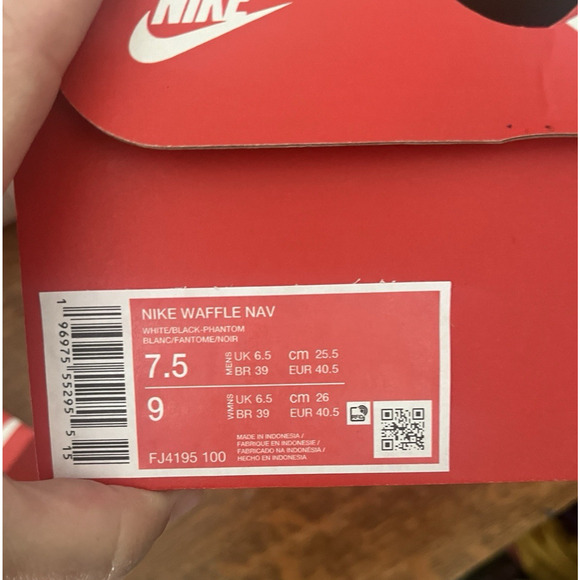 NIKE
NIKE WAFFLE NAV
WHITE/BLACK-PHANTOM
BLANC/FANTOME/NOIR
7.5 MENS UK 6.5 cm 25.5
BR 39 EUR 40.5
9 WMNS UK 6.5 cm 26
BR 39 EUR 40.5
MADE IN INDONESIA /
FABRIQUE EN INDONESIE /
FABRICADO NA INDONÉSIA /
HECHO EN INDONESIA
FJ4195 100
1 96975 55295 5 15